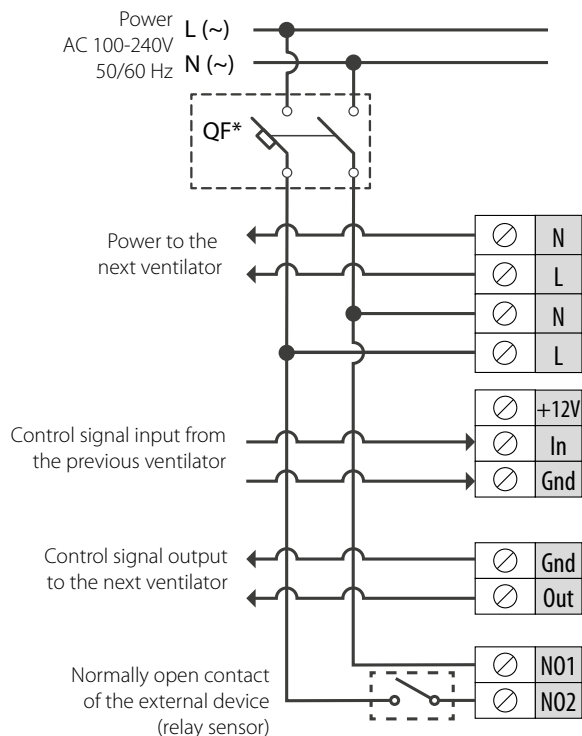 Power
AC 100-240V
50/60 Hz
L (~)
N (~)
QF*
Power to the
next ventilator
N
L
N
L
+12V
Control signal input from
the previous ventilator
In
Gnd
Control signal output
to the next ventilator
Gnd
Out
Normally open contact
of the external device
(relay sensor)
NO1
NO2